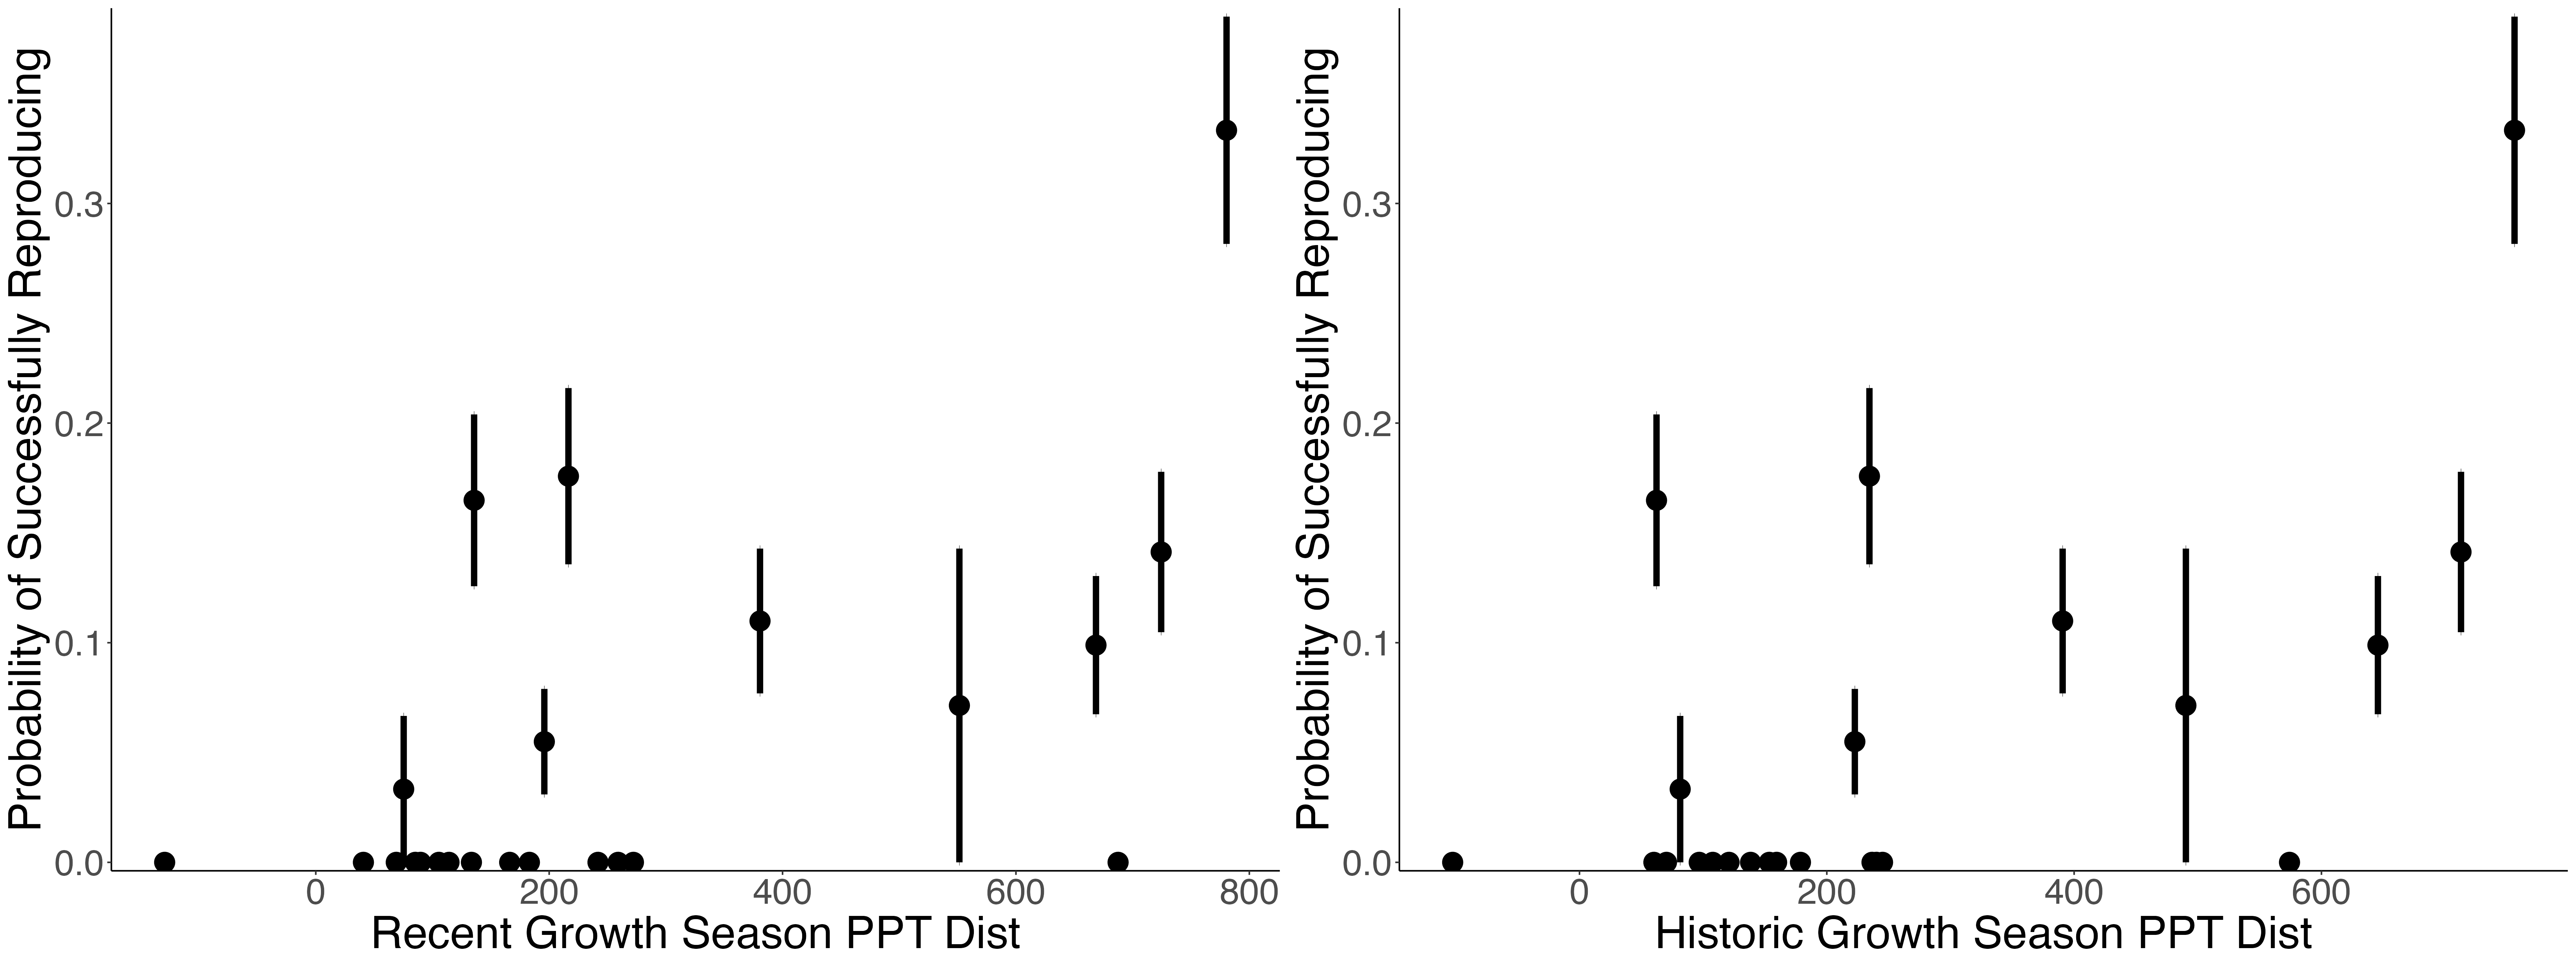 Probability of Successfully Reproducing
0.3
0.2
0.1
0.0
0 200 400 600 800
Recent Growth Season PPT Dist
Probability of Successfully Reproducing
0.3
0.2
0.1
0.0
0 200 400 600
Historic Growth Season PPT Dist